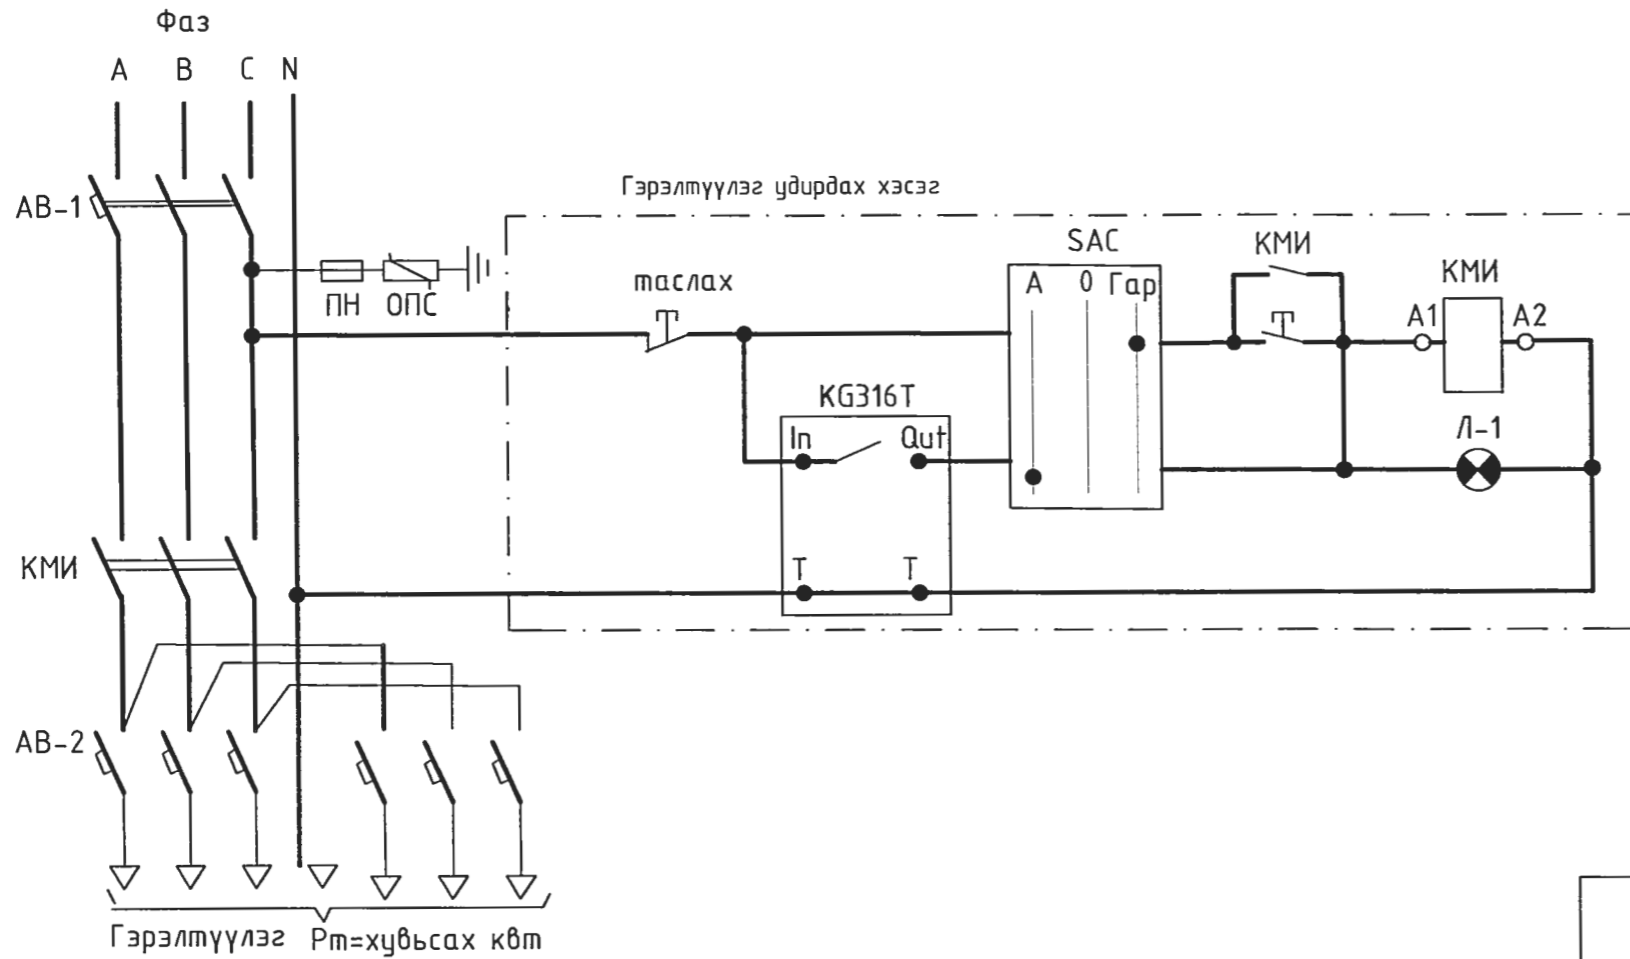 Фаз
A B C N
АВ-1
Гэрэлтүүлэг удирдах хэсэг
ПН ОПС
таслах
SAC
А 0 Гар
КМИ
КМИ
A1 A2
KG316T
In Qut
Л-1
КМИ
T T
АВ-2
Гэрэлтүүлэг Рт=хувьсах квт